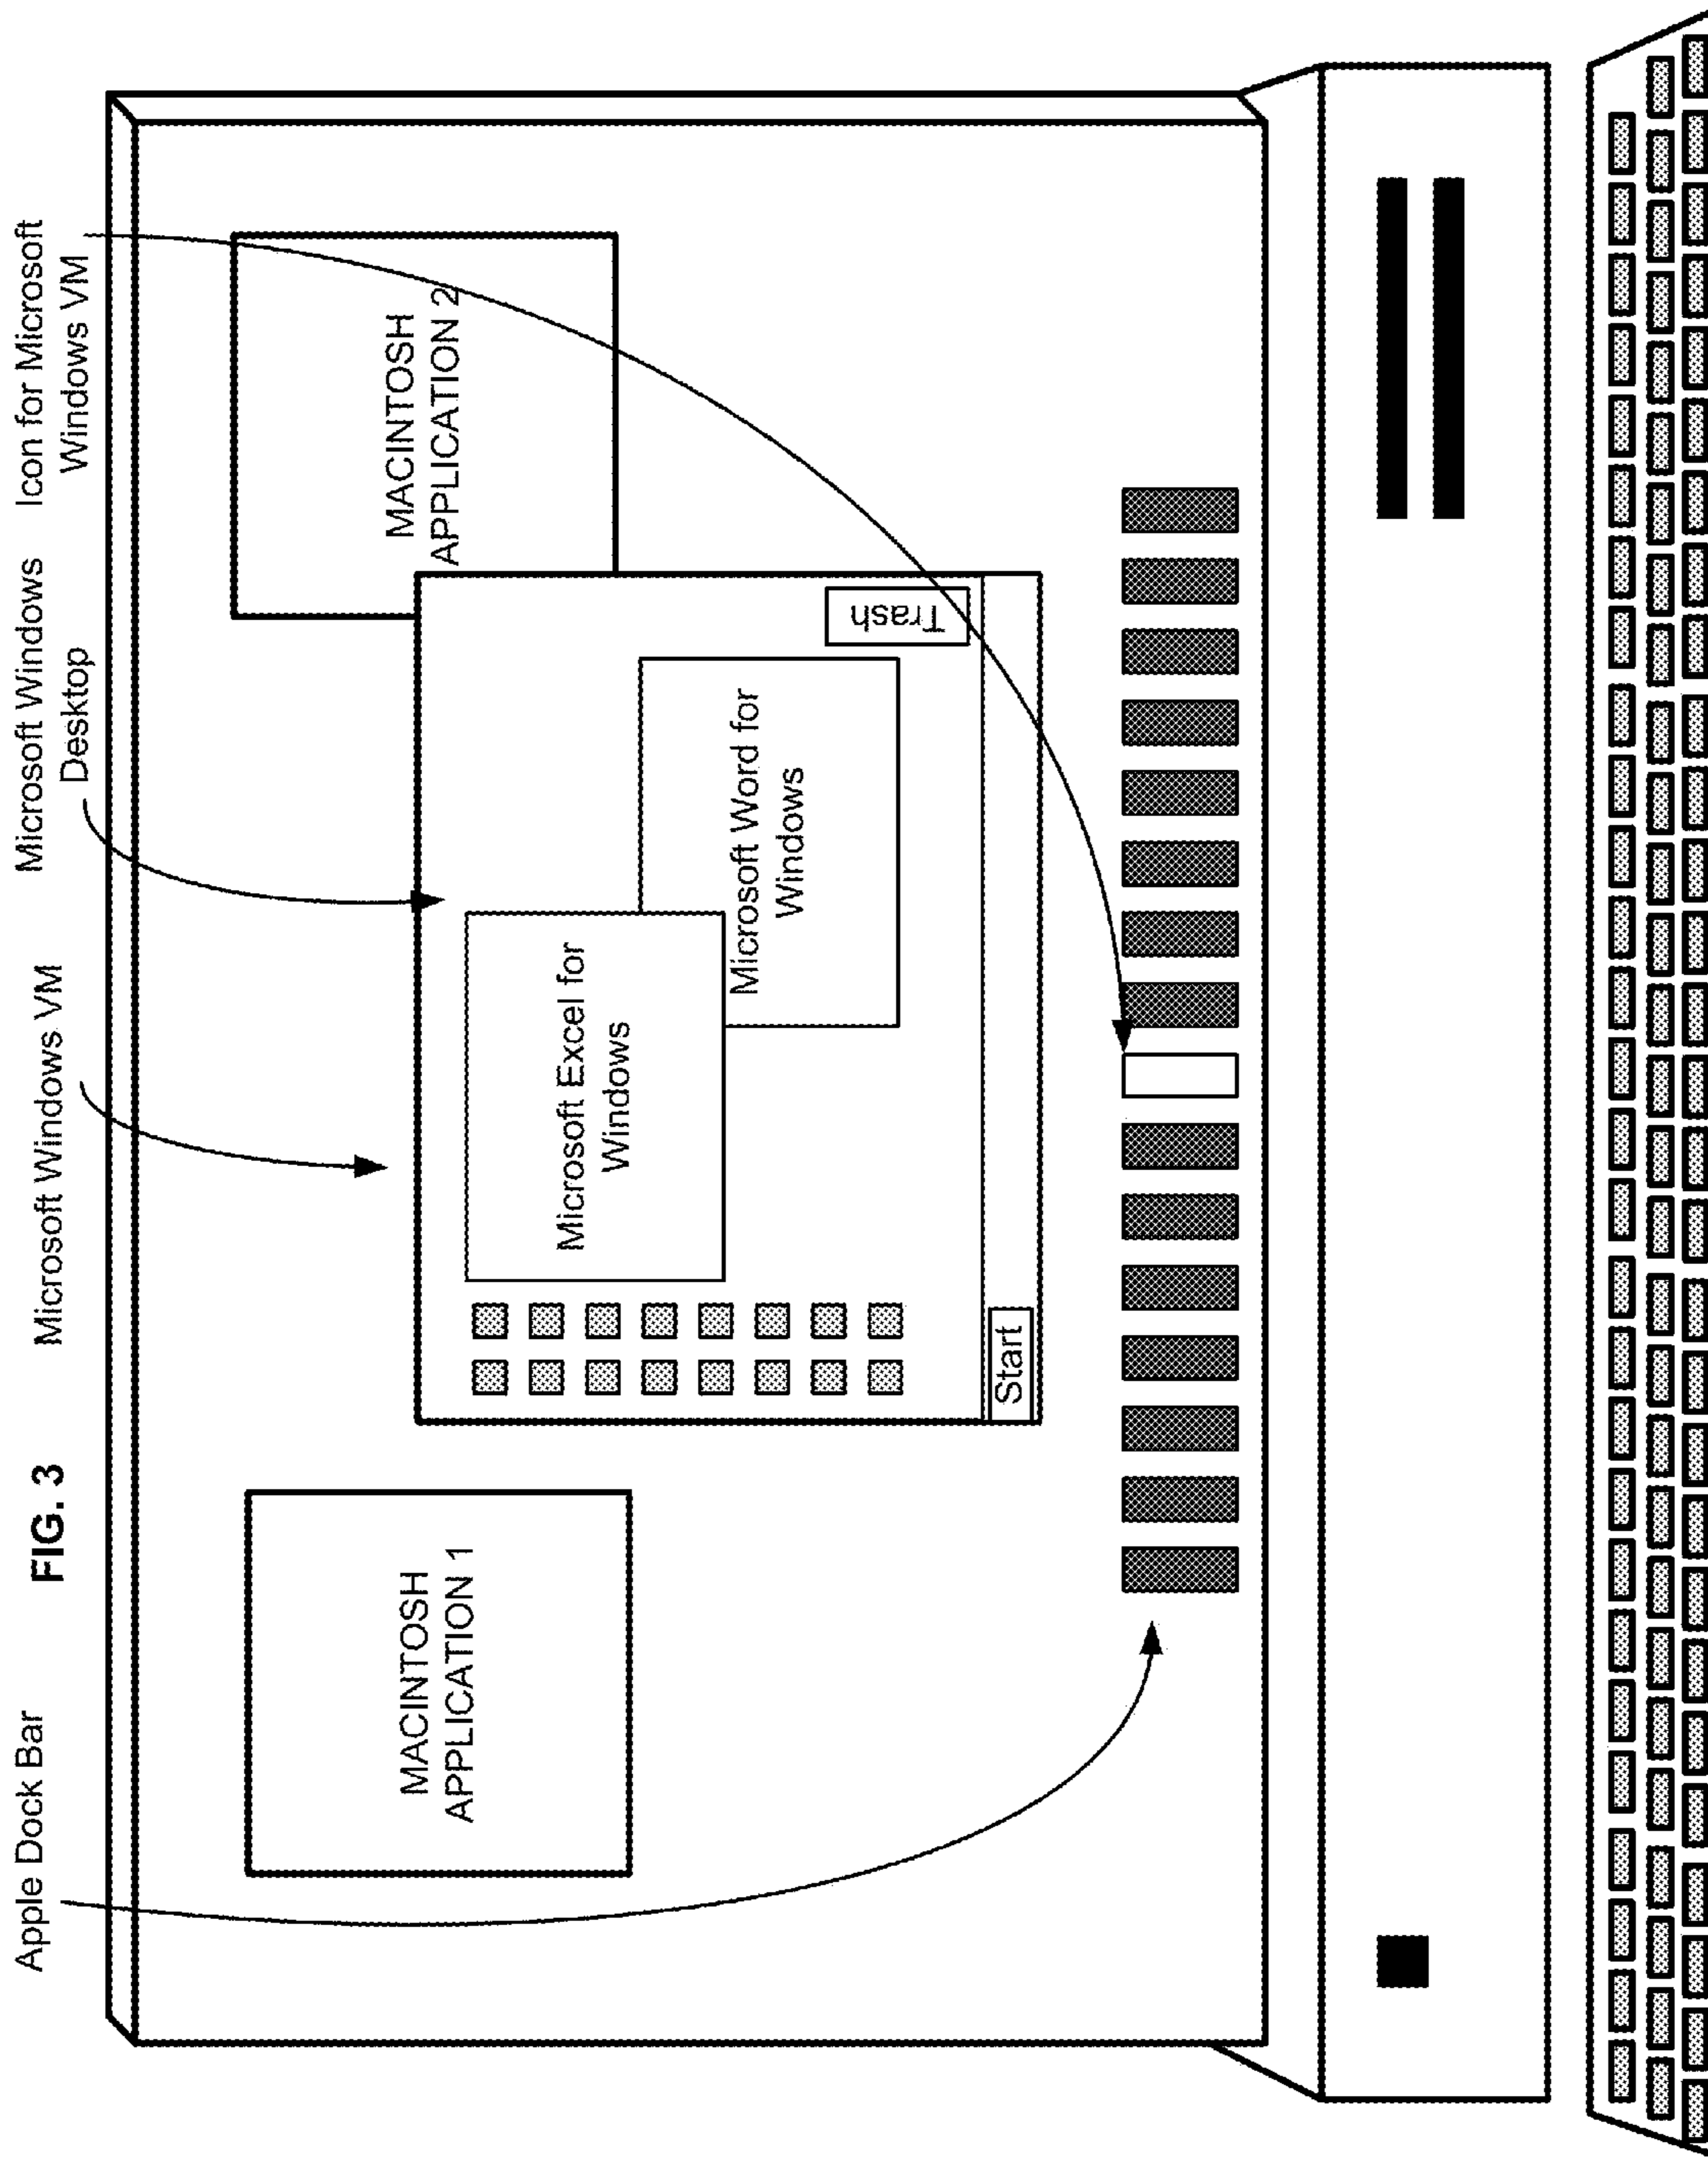 FIG. 3
Apple Dock Bar
Microsoft Windows VM
Microsoft Windows
Desktop
Icon for Microsoft
Windows VM
MACINTOSH
APPLICATION 1
MACINTOSH
APPLICATION 2
Microsoft Excel for
Windows
Microsoft Word for
Windows
Trash
Start